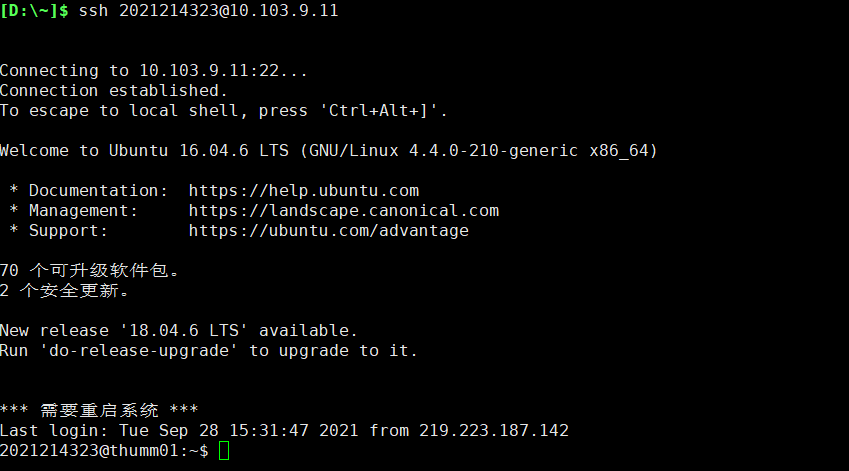 [D:\~]$ ssh 2021214323@10.103.9.11
Connecting to 10.103.9.11:22...
Connection established.
To escape to local shell, press 'Ctrl+Alt+]'.
Welcome to Ubuntu 16.04.6 LTS (GNU/Linux 4.4.0-210-generic x86_64)
* Documentation:  https://help.ubuntu.com
* Management:     https://landscape.canonical.com
* Support:        https://ubuntu.com/advantage
70 个可升级软件包。
2 个安全更新。
New release '18.04.6 LTS' available.
Run 'do-release-upgrade' to upgrade to it.
*** 需要重启系统 ***
Last login: Tue Sep 28 15:31:47 2021 from 219.223.187.142
2021214323@thumm01:~$